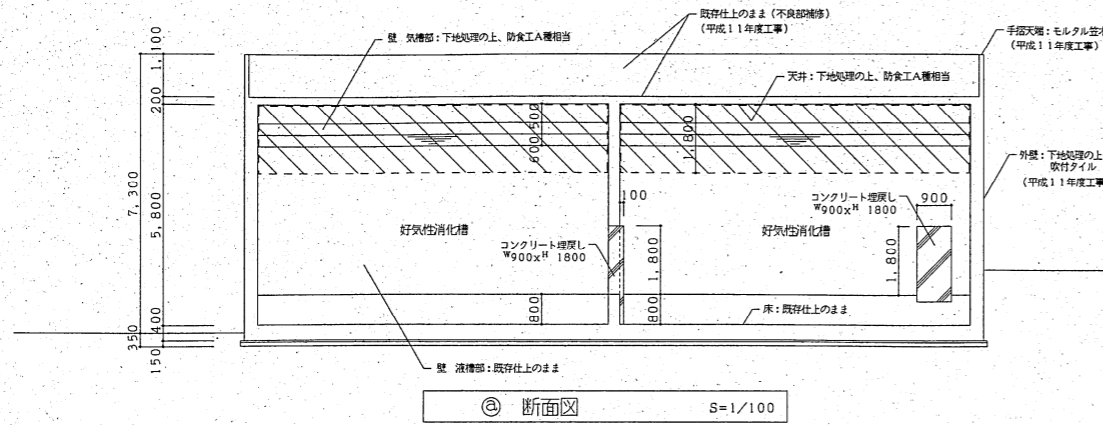 既存仕上のまま(不良部補修)
(平成11年度工事)
手摺天端:モルタル笠木
(平成11年度工事)
壁 気槽部:下地処理の上、防食工A種相当
天井:下地処理の上、防食工A種相当
外壁:下地処理の上
吹付タイル
(平成11年度工事
1,100
200
7,300
5,800
400
350
150
500
600
1,800
100
900
コンクリート埋戻し
W900xH 1800
好気性消化槽
好気性消化槽
コンクリート埋戻し
W900xH 1800
1,800
1,800
800
800
床:既存仕上のまま
壁 液槽部:既存仕上のまま
ⓐ 断面図 S=1/100